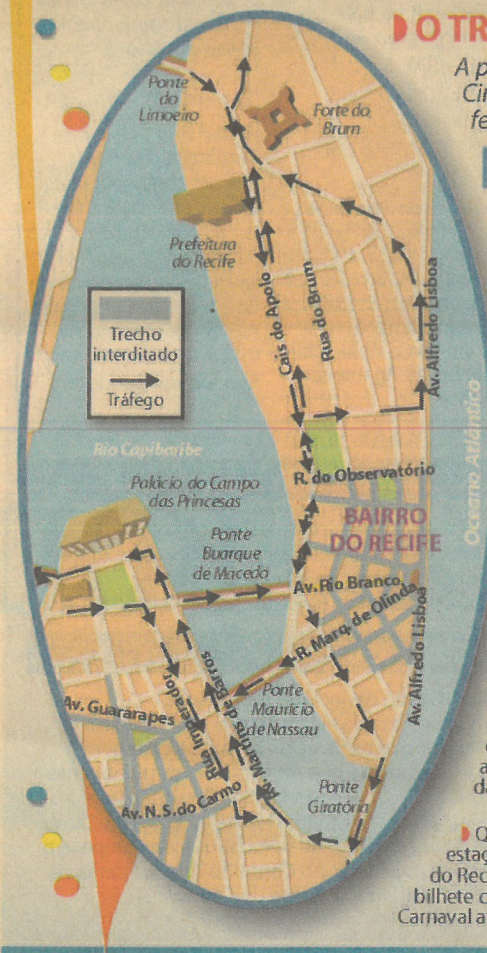 O TR
A p
Cin
fe
Ponte
do
Limoeiro
Forte do
Brum
Prefeitura
do Recife
Cais do Apolo
Rua do Brum
Av. Alfredo Lisboa
Trecho
interditado
Tráfego
Rio Capibaribe
Oceano Atlântico
Palácio do Campo
das Princesas
R. do Observatório
BAIRRO
DO RECIFE
Ponte
Buarque
de Macedo
Av. Rio Branco
R. Marq. de Olinda
Av. Alfredo Lisboa
Av. Guararapes
Rua Imperador
Av. Martins de Barros
Ponte
Maurício
de Nassau
Av. N. S. do Carmo
Ponte
Giratória
a
da
Q
estaç
do Rec
bilhete c
Carnaval a